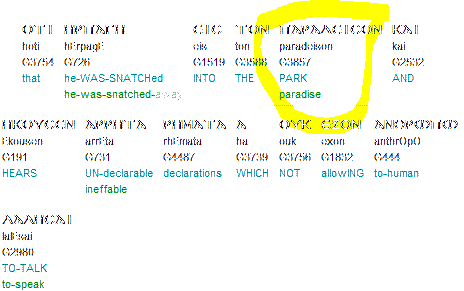 ΟΤΙ ΗΡΠΑΓΗ ΕΙϹ ΤΟΝ ΠΑΡΑΔΕΙϹΟΝ ΚΑΙ
hoti hErpagE eis ton paradeison kai
G3754 G726 G1519 G3588 G3857 G2532
that he-WAS-SNATCHed INTO THE PARK AND
he-was-snatched-away paradise
ΗΚΟΥϹΕΝ ΑΡΡΗΤΑ ΡΗΜΑΤΑ Α ΟΥΚ ΕΞΟΝ ΑΝΘΡΩΠΩ
Ekousen arrEta rhEmata ha ouk exon anthrOpO
G191 G731 G4487 G3739 G3756 G1832 G444
HEARS UN-declarable declarations WHICH NOT allowING to-human
ineffable
ΛΑΛΗϹΑΙ
lalEsai
G2980
TO-TALK
to-speak